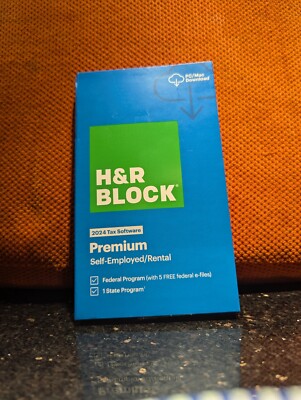 PC/Mac
Download
H&R
BLOCK®
2024 Tax Software
Premium
Self-Employed/Rental
Federal Program (with 5 FREE federal e-files)
1 State Program¹